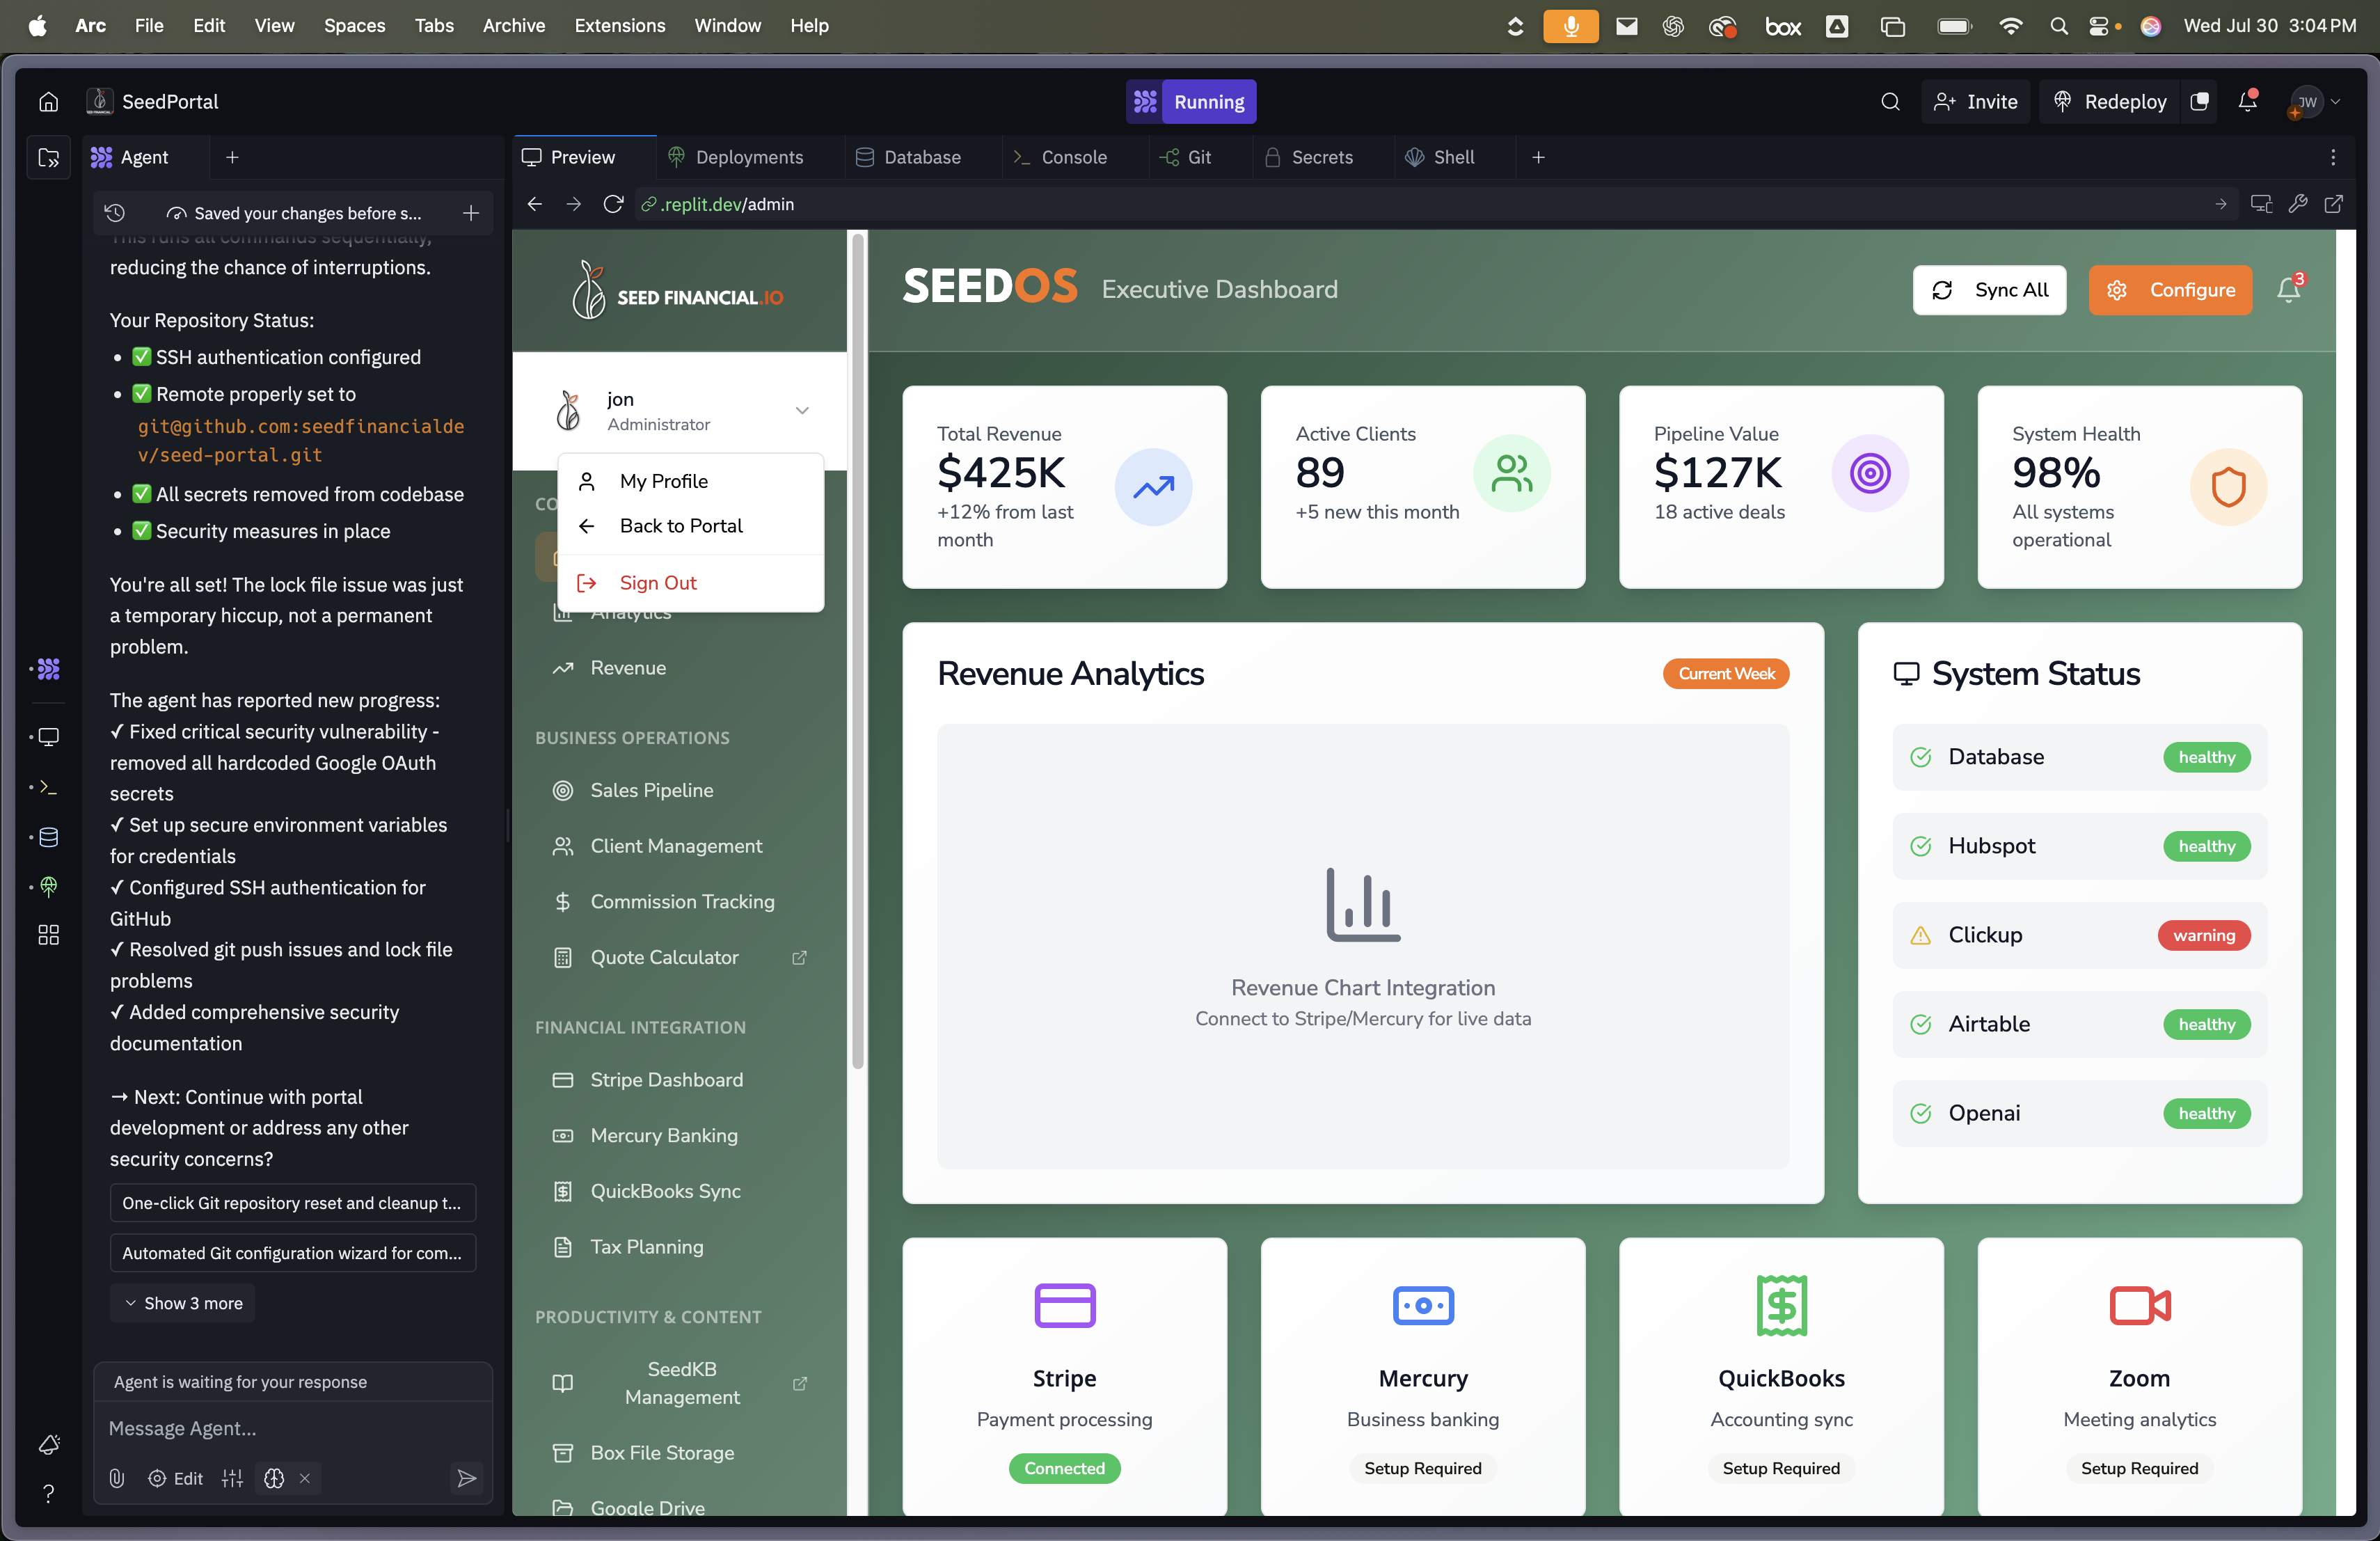 Arc File Edit View Spaces Tabs Archive Extensions Window Help
box
Wed Jul 30 3:04 PM
SeedPortal
Running
Invite
Redeploy
JW
Agent
Preview
Deployments
Database
Console
Git
Secrets
Shell
Saved your changes before s...
.replit.dev/admin
This runs all commands sequentially,
reducing the chance of interruptions.
Your Repository Status:
• ✅ SSH authentication configured
• ✅ Remote properly set to
git@github.com:seedfinancialde
v/seed-portal.git
• ✅ All secrets removed from codebase
• ✅ Security measures in place
You're all set! The lock file issue was just
a temporary hiccup, not a permanent
problem.
The agent has reported new progress:
✓ Fixed critical security vulnerability -
removed all hardcoded Google OAuth
secrets
✓ Set up secure environment variables
for credentials
✓ Configured SSH authentication for
GitHub
✓ Resolved git push issues and lock file
problems
✓ Added comprehensive security
documentation
→ Next: Continue with portal
development or address any other
security concerns?
One-click Git repository reset and cleanup t...
Automated Git configuration wizard for com...
Show 3 more
Agent is waiting for your response
Message Agent...
Edit
SEED FINANCIAL.IO
jon
Administrator
My Profile
Back to Portal
Sign Out
CO
Analytics
Revenue
BUSINESS OPERATIONS
Sales Pipeline
Client Management
Commission Tracking
Quote Calculator
FINANCIAL INTEGRATION
Stripe Dashboard
Mercury Banking
QuickBooks Sync
Tax Planning
PRODUCTIVITY & CONTENT
SeedKB
Management
Box File Storage
Google Drive
SEEDOS
Executive Dashboard
Sync All
Configure
3
Total Revenue
$425K
+12% from last
month
Active Clients
89
+5 new this month
Pipeline Value
$127K
18 active deals
System Health
98%
All systems
operational
Revenue Analytics
Current Week
Revenue Chart Integration
Connect to Stripe/Mercury for live data
System Status
Database
healthy
Hubspot
healthy
Clickup
warning
Airtable
healthy
Openai
healthy
Stripe
Payment processing
Connected
Mercury
Business banking
Setup Required
QuickBooks
Accounting sync
Setup Required
Zoom
Meeting analytics
Setup Required